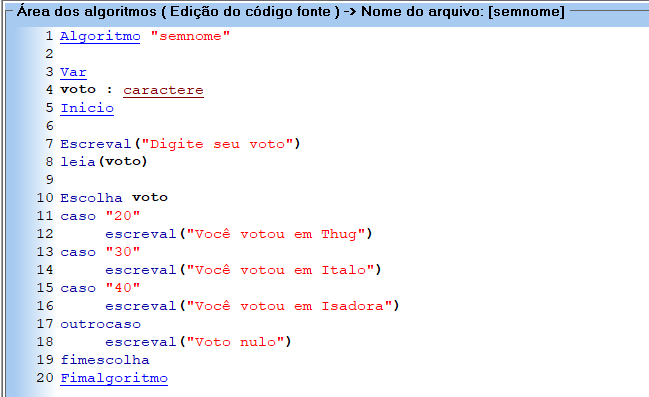 Área dos algoritmos ( Edição do código fonte ) -> Nome do arquivo: [semnome]
1 Algoritmo "semnome"
2
3 Var
4 voto : caractere
5 Inicio
6
7 Escreval("Digite seu voto")
8 leia(voto)
9
10 Escolha voto
11 caso "20"
12 escreval("Você votou em Thug")
13 caso "30"
14 escreval("Você votou em Italo")
15 caso "40"
16 escreval("Você votou em Isadora")
17 outrocaso
18 escreval("Voto nulo")
19 fimescolha
20 Fimalgoritmo